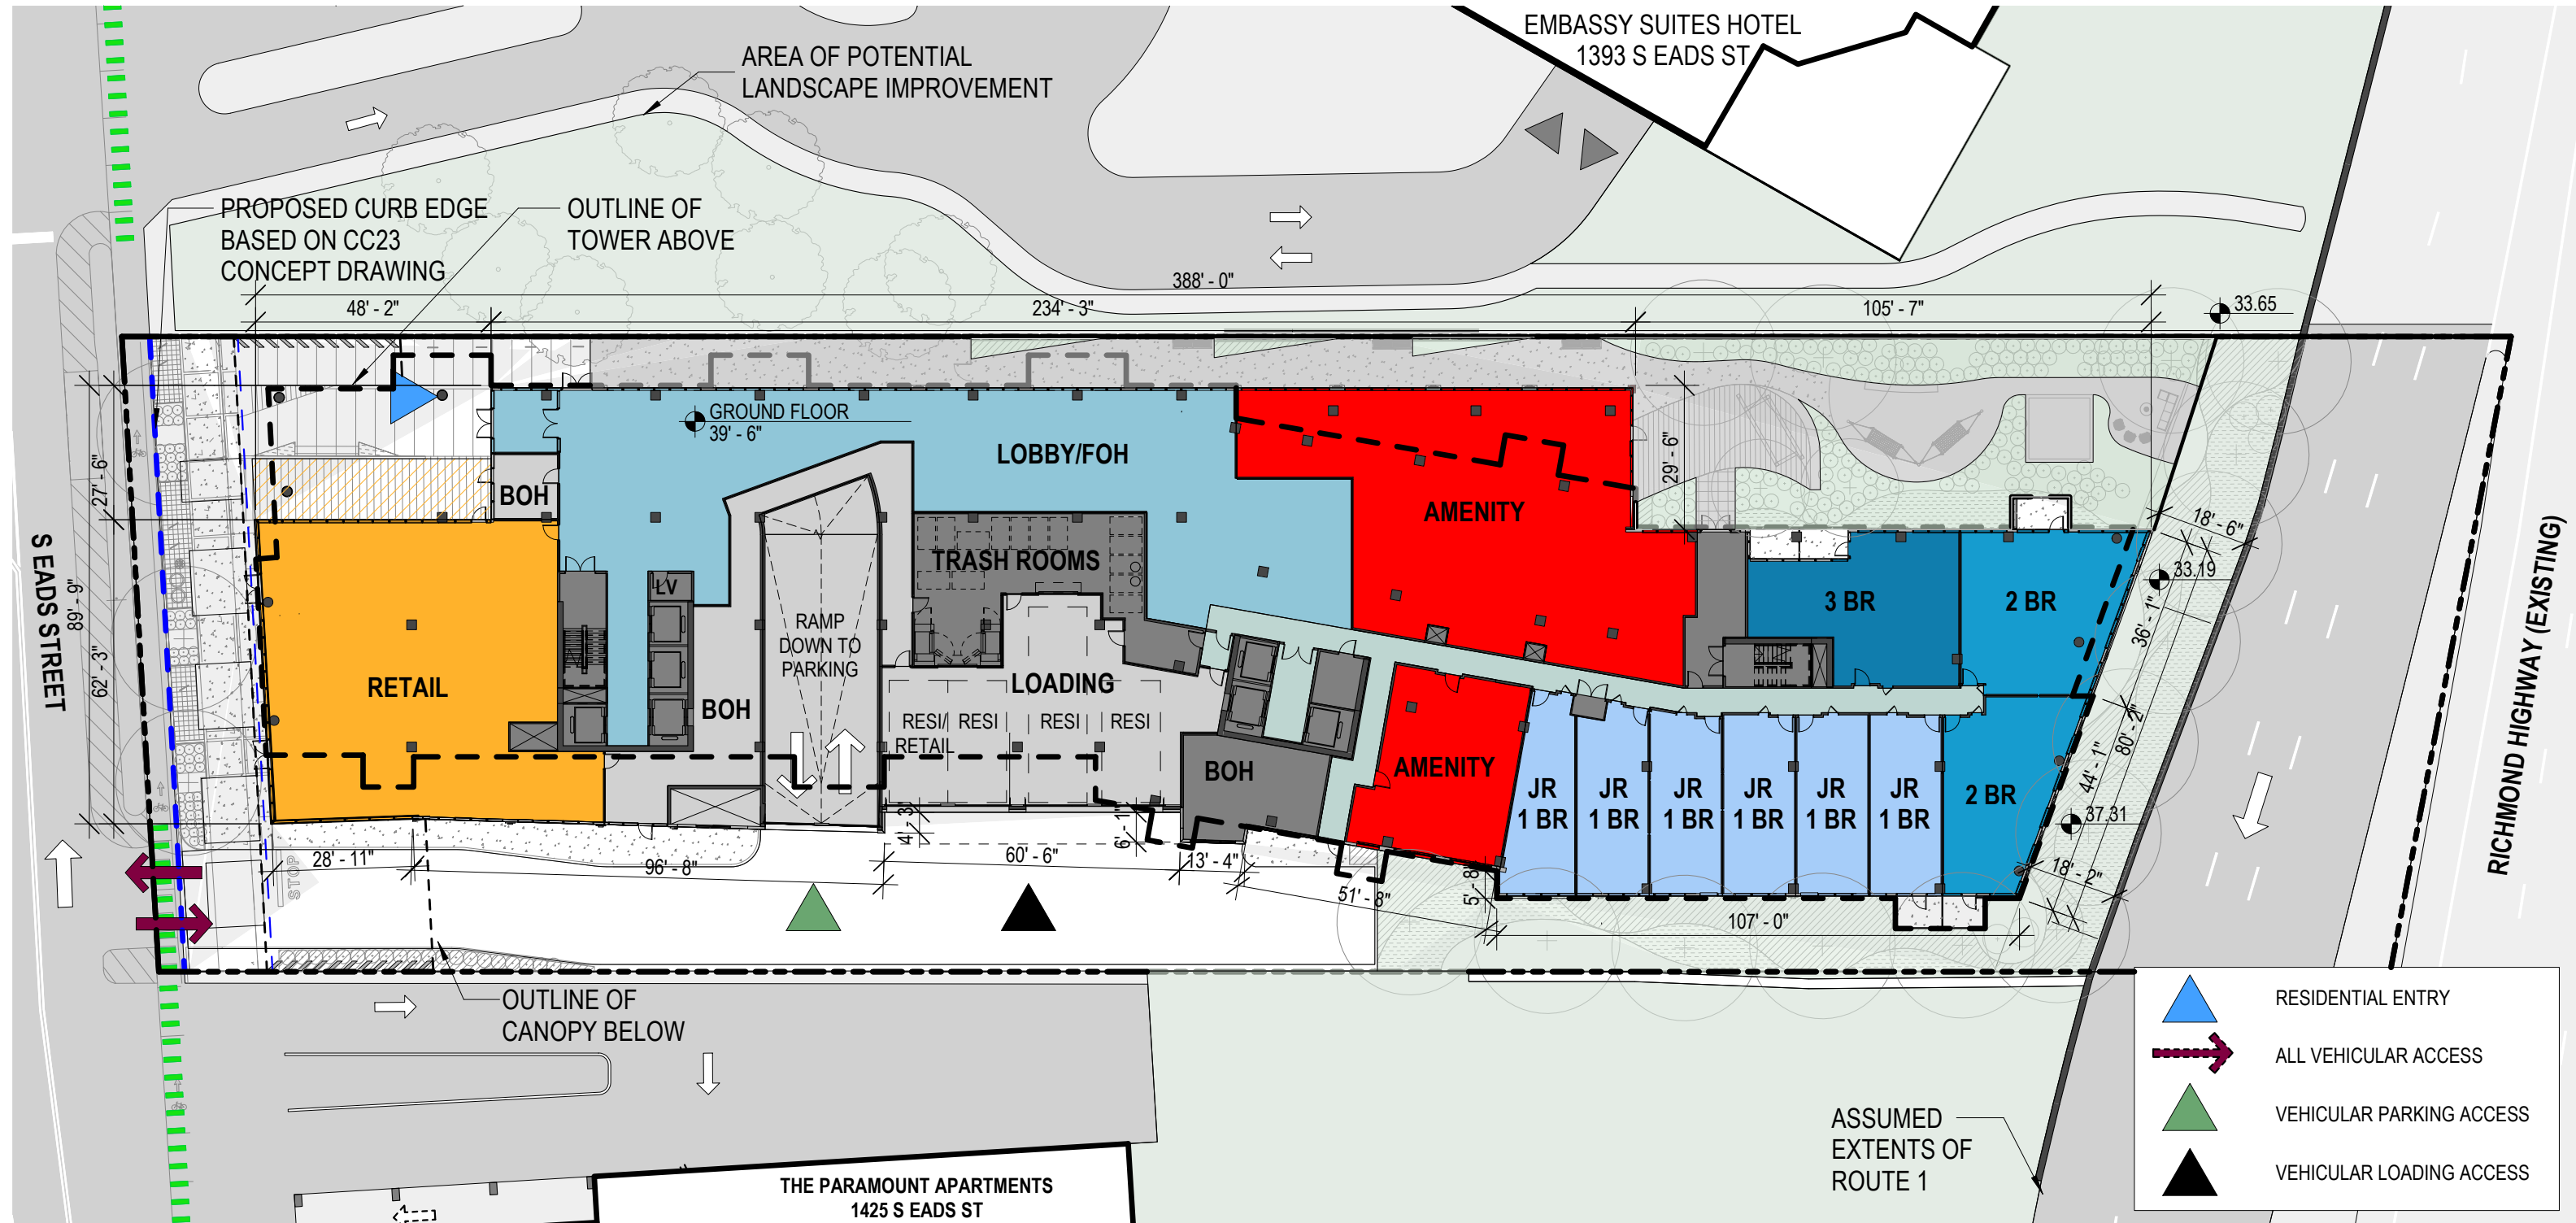 EMBASSY SUITES HOTEL
1393 S EADS ST
AREA OF POTENTIAL
LANDSCAPE IMPROVEMENT
PROPOSED CURB EDGE
BASED ON CC23
CONCEPT DRAWING
OUTLINE OF
TOWER ABOVE
388' - 0"
48' - 2"
234' - 3"
105' - 7"
33.65
GROUND FLOOR
39' - 6"
LOBBY/FOH
29' - 6"
27' - 6"
BOH
AMENITY
18' - 6"
S EADS STREET
89' - 9"
62' - 3"
TRASH ROOMS
LV
RAMP
DOWN TO
PARKING
3 BR
2 BR
33.19
36' - 1"
RICHMOND HIGHWAY (EXISTING)
RETAIL
BOH
LOADING
RESI/
RETAIL
RESI
RESI
RESI
80' - 2"
44' - 1"
BOH
AMENITY
JR
1 BR
JR
1 BR
JR
1 BR
JR
1 BR
JR
1 BR
JR
1 BR
2 BR
37.31
4' - 3"
6' - 1"
STOP
28' - 11"
96' - 8"
60' - 6"
13' - 4"
51' - 8"
5' - 8"
107' - 0"
18' - 2"
OUTLINE OF
CANOPY BELOW
RESIDENTIAL ENTRY
ALL VEHICULAR ACCESS
VEHICULAR PARKING ACCESS
VEHICULAR LOADING ACCESS
ASSUMED
EXTENTS OF
ROUTE 1
THE PARAMOUNT APARTMENTS
1425 S EADS ST